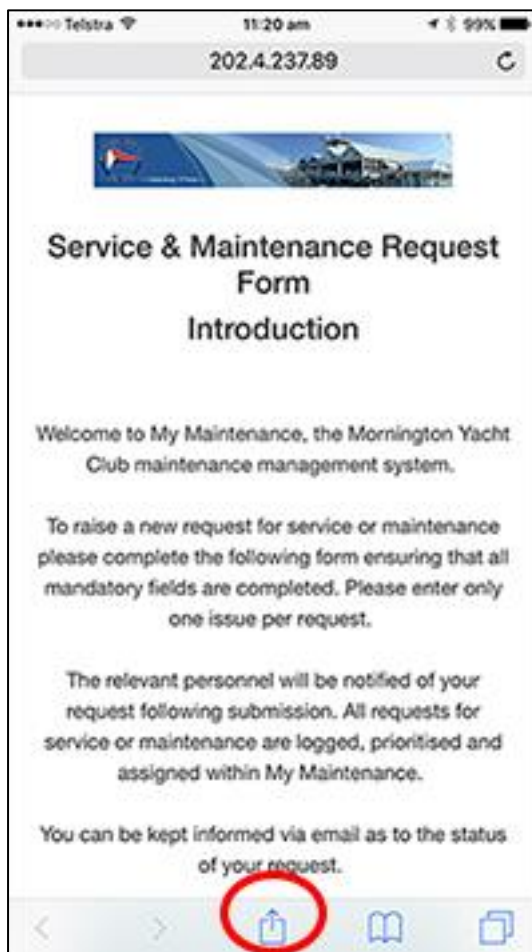 Telstra 11:20 am 99%
202.4.237.89
Service & Maintenance Request
Form
Introduction
Welcome to My Maintenance, the Mornington Yacht
Club maintenance management system.
To raise a new request for service or maintenance
please complete the following form ensuring that all
mandatory fields are completed. Please enter only
one issue per request.
The relevant personnel will be notified of your
request following submission. All requests for
service or maintenance are logged, prioritised and
assigned within My Maintenance.
You can be kept informed via email as to the status
of your request.